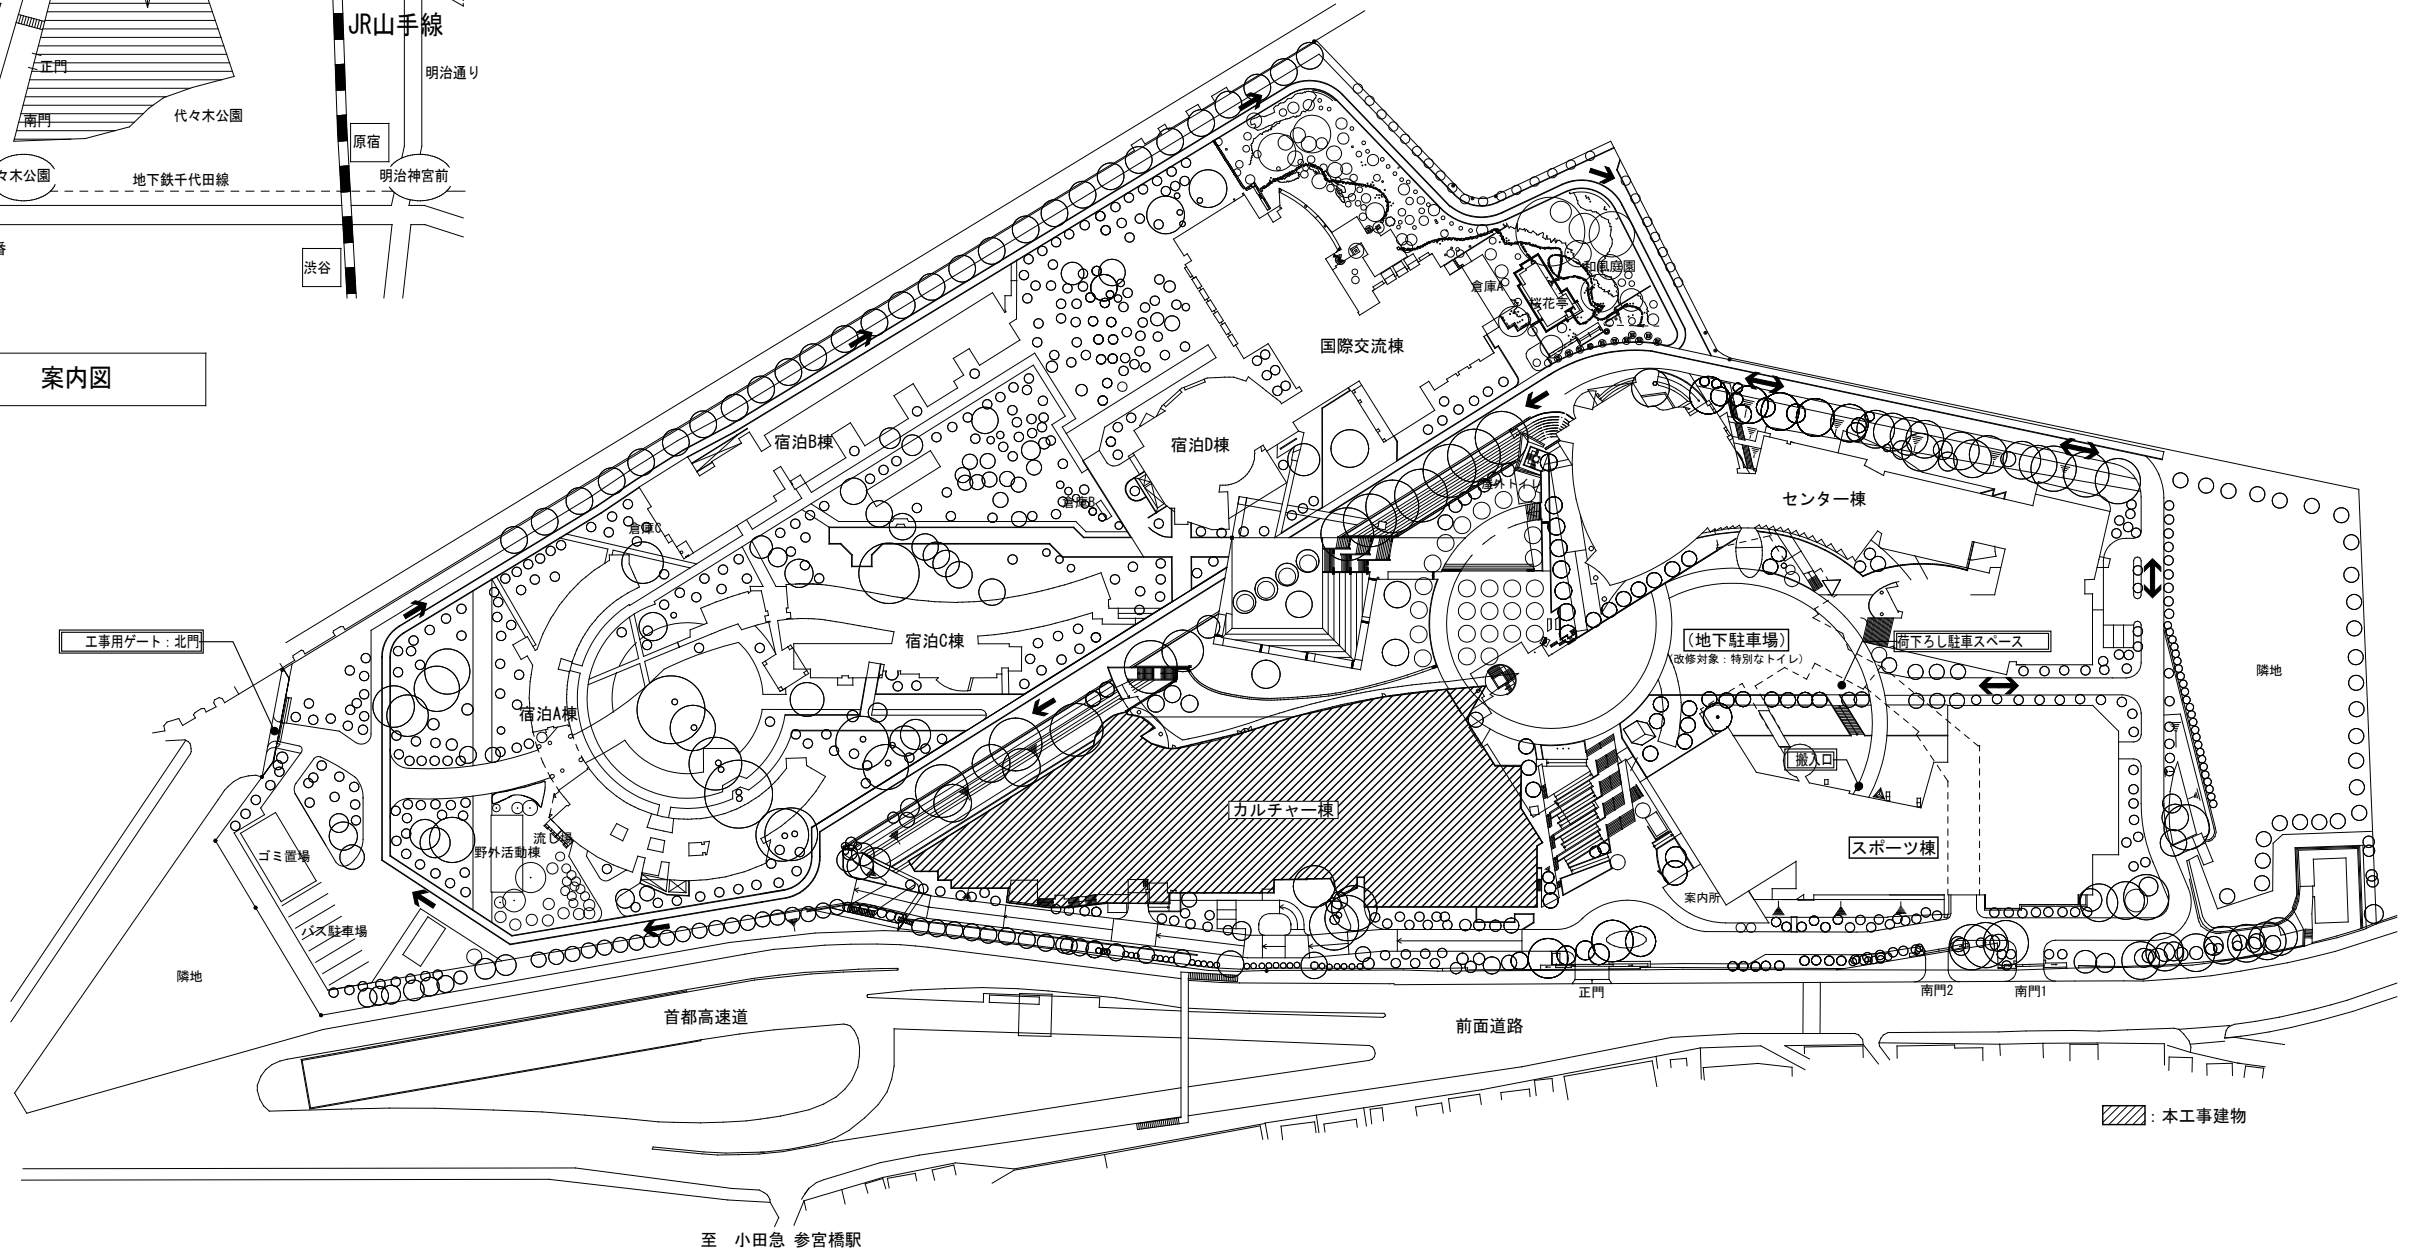 JR山手線
正門
明治通り
代々木公園
南門
原宿
々木公園
地下鉄千代田線
明治神宮前
渋谷
案内図
和風庭園
倉庫A
桜花亭
国際交流棟
宿泊B棟
宿泊D棟
屋外トイレ
センター棟
倉庫B
倉庫C
工事用ゲート：北門
宿泊C棟
(地下駐車場)
(改修対象：特別なトイレ)
荷下ろし駐車スペース
隣地
宿泊A棟
搬入口
カルチャー棟
流し場
野外活動棟
ゴミ置場
スポーツ棟
案内所
バス駐車場
隣地
正門
南門2
南門1
首都高速道
前面道路
：本工事建物
至　小田急 参宮橋駅